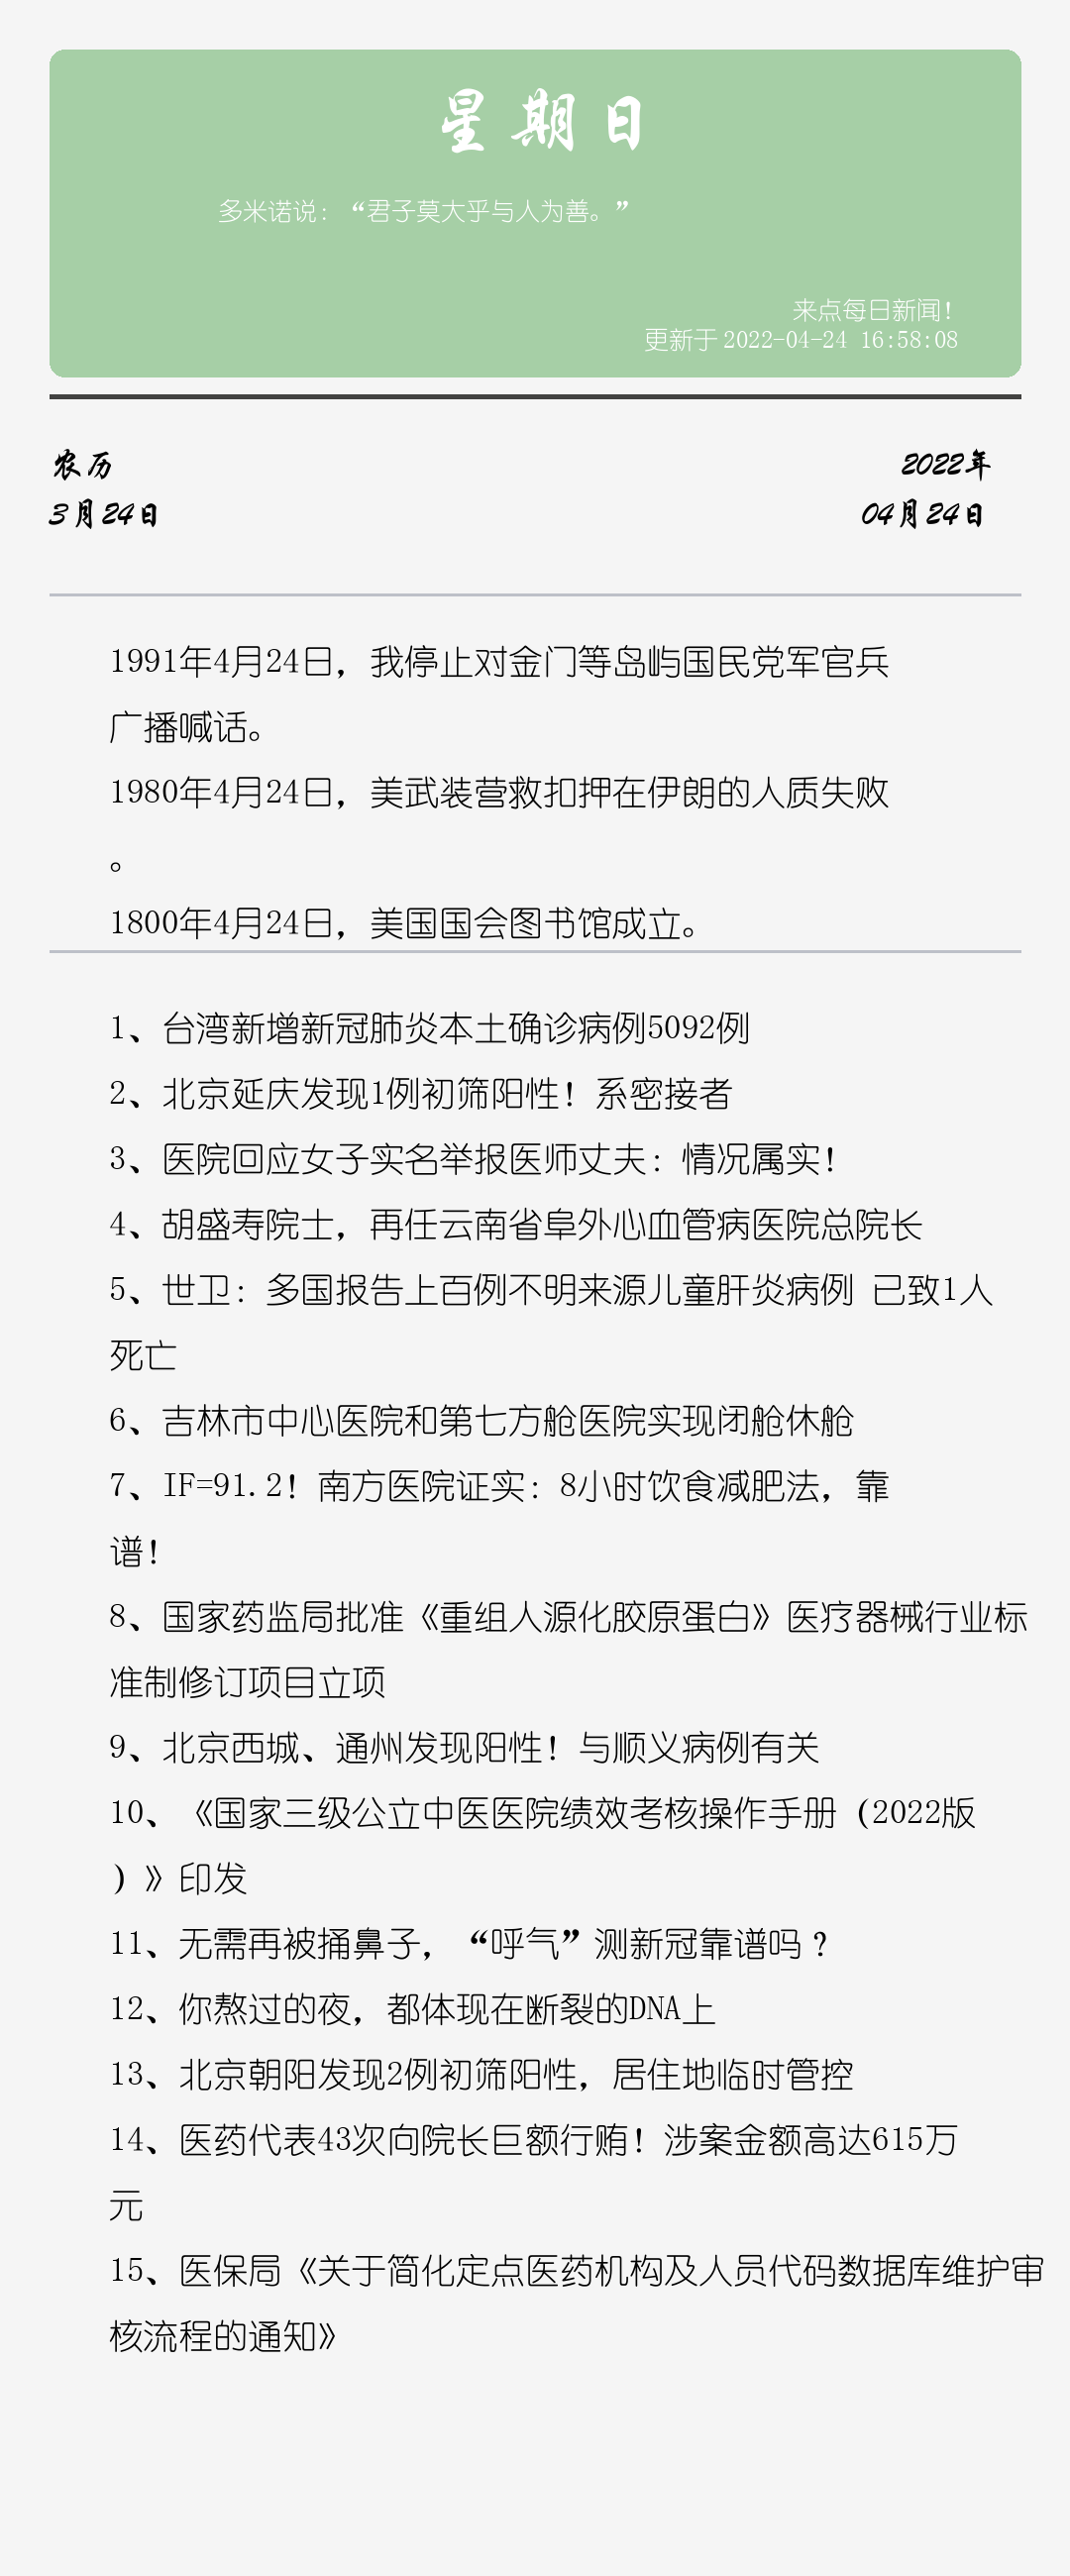 星期日
多米诺说：“君子莫大乎与人为善。”
来点每日新闻！
更新于 2022-04-24 16:58:08
农历
2022年
3月24日
04月24日
1991年4月24日，我停止对金门等岛屿国民党军官兵
广播喊话。
1980年4月24日，美武装营救扣押在伊朗的人质失败
。
1800年4月24日，美国国会图书馆成立。
1、台湾新增新冠肺炎本土确诊病例5092例
2、北京延庆发现1例初筛阳性！系密接者
3、医院回应女子实名举报医师丈夫：情况属实！
4、胡盛寿院士，再任云南省阜外心血管病医院总院长
5、世卫：多国报告上百例不明来源儿童肝炎病例 已致1人
死亡
6、吉林市中心医院和第七方舱医院实现闭舱休舱
7、IF=91.2！南方医院证实：8小时饮食减肥法，靠
谱！
8、国家药监局批准《重组人源化胶原蛋白》医疗器械行业标
准制修订项目立项
9、北京西城、通州发现阳性！与顺义病例有关
10、《国家三级公立中医医院绩效考核操作手册（2022版
）》印发
11、无需再被捅鼻子，“呼气”测新冠靠谱吗？
12、你熬过的夜，都体现在断裂的DNA上
13、北京朝阳发现2例初筛阳性，居住地临时管控
14、医药代表43次向院长巨额行贿！涉案金额高达615万
元
15、医保局《关于简化定点医药机构及人员代码数据库维护审
核流程的通知》